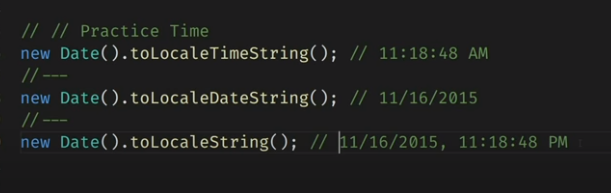 // // Practice Time
new Date().toLocaleTimeString(); // 11:18:48 AM
//---
new Date().toLocaleDateString(); // 11/16/2015
//---
new Date().toLocaleString(); // 11/16/2015, 11:18:48 PM